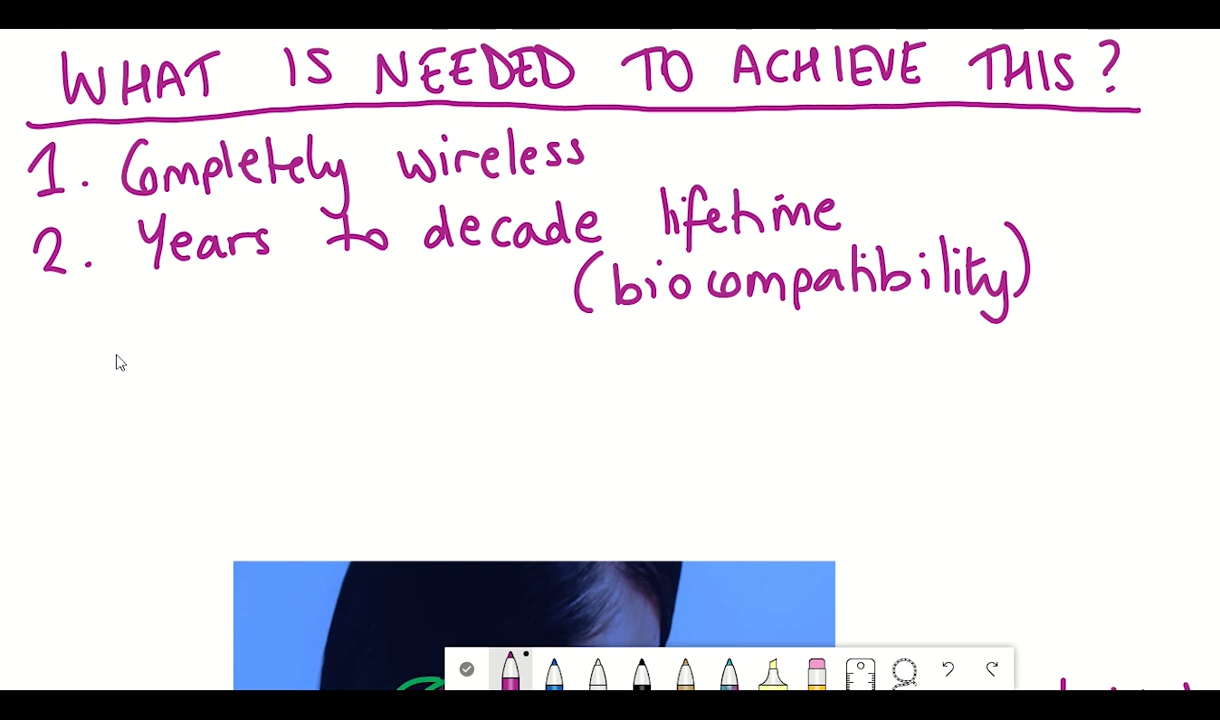 WHAT IS NEEDED TO ACHIEVE THIS?
1. Completely wireless
2. Years to decade lifetime
(biocompatibility)